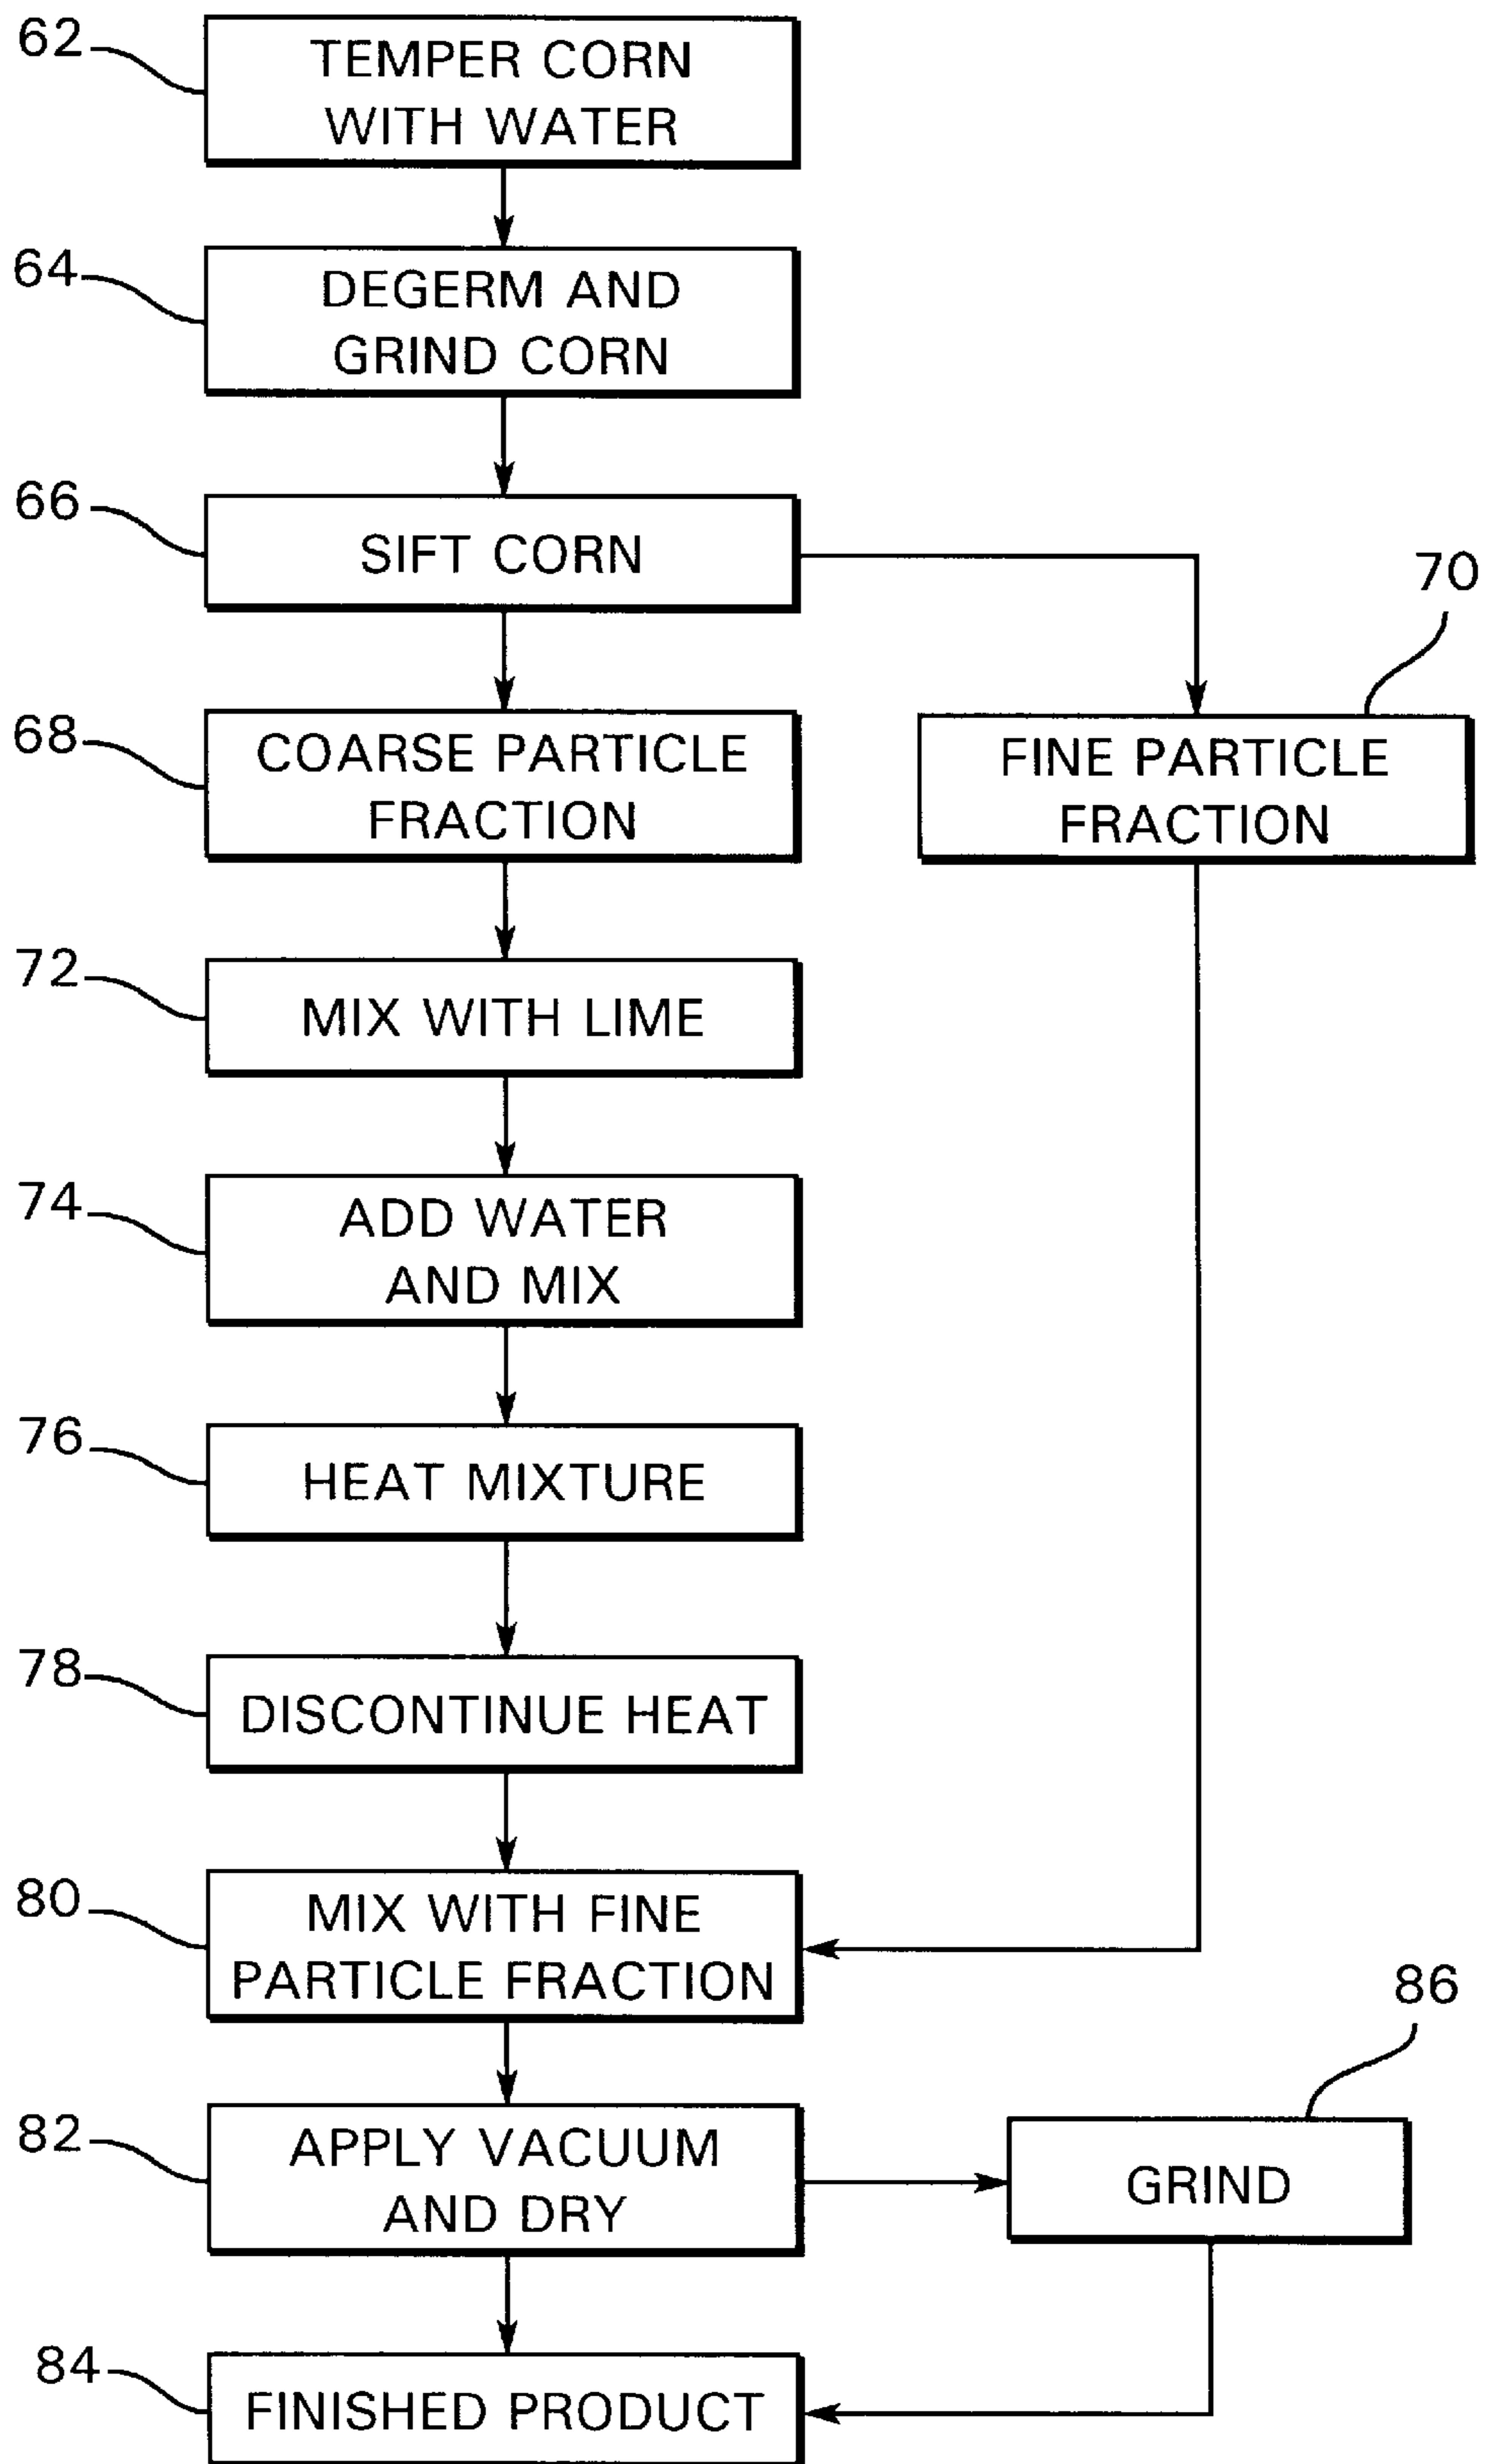 62
TEMPER CORN
WITH WATER
64
DEGERM AND
GRIND CORN
66
SIFT CORN
70
68
COARSE PARTICLE
FRACTION
FINE PARTICLE
FRACTION
72
MIX WITH LIME
74
ADD WATER
AND MIX
76
HEAT MIXTURE
78
DISCONTINUE HEAT
80
MIX WITH FINE
PARTICLE FRACTION
86
82
APPLY VACUUM
AND DRY
GRIND
84
FINISHED PRODUCT